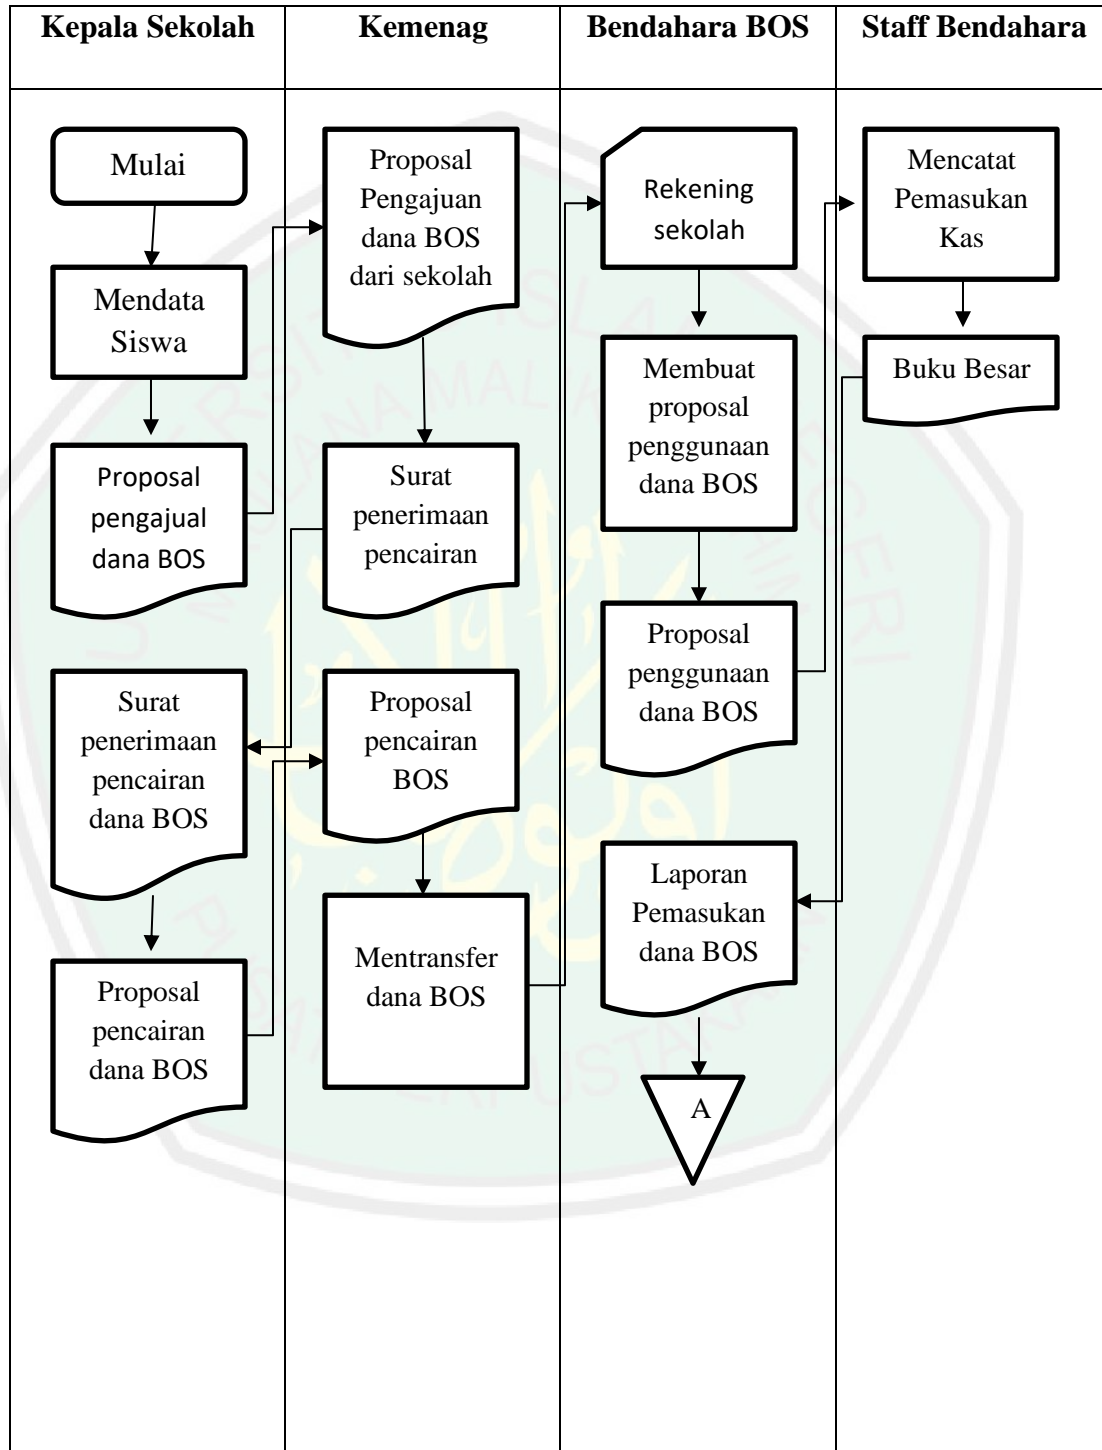 Kepala Sekolah
Kemenag
Bendahara BOS
Staff Bendahara
Mulai
Mendata
Siswa
Proposal
pengajual
dana BOS
Surat
penerimaan
pencairan
dana BOS
Proposal
pencairan
dana BOS
Proposal
Pengajuan
dana BOS
dari sekolah
Surat
penerimaan
pencairan
Proposal
pencairan
BOS
Mentransfer
dana BOS
Rekening
sekolah
Membuat
proposal
penggunaan
dana BOS
Proposal
penggunaan
dana BOS
Laporan
Pemasukan
dana BOS
A
Mencatat
Pemasukan
Kas
Buku Besar